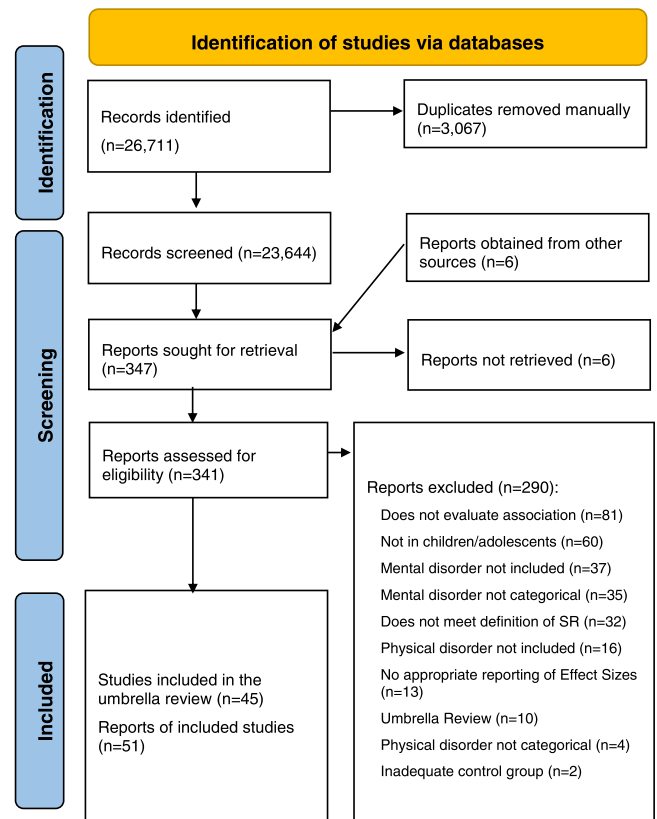 Identification of studies via databases
Identification
Records identified
(n=26,711)
Duplicates removed manually
(n=3,067)
Screening
Records screened (n=23,644)
Reports obtained from other
sources (n=6)
Reports sought for retrieval
(n=347)
Reports not retrieved (n=6)
Reports assessed for
eligibility (n=341)
Reports excluded (n=290):
Does not evaluate association (n=81)
Not in children/adolescents (n=60)
Mental disorder not included (n=37)
Mental disorder not categorical (n=35)
Does not meet definition of SR (n=32)
Physical disorder not included (n=16)
No appropriate reporting of Effect Sizes
(n=13)
Umbrella Review (n=10)
Physical disorder not categorical (n=4)
Inadequate control group (n=2)
Included
Studies included in the
umbrella review (n=45)
Reports of included studies
(n=51)